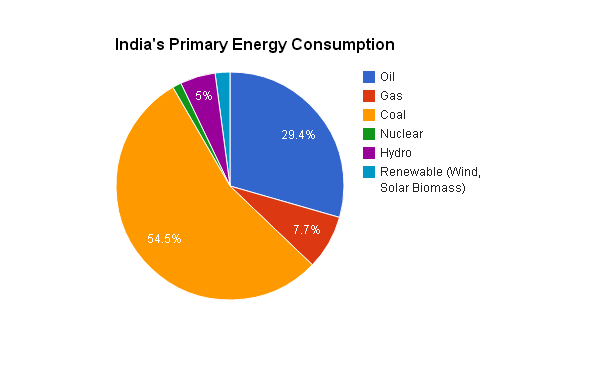 India's Primary Energy Consumption
Oil
Gas
Coal
Nuclear
Hydro
Renewable (Wind,
Solar Biomass)
5%
29.4%
7.7%
54.5%